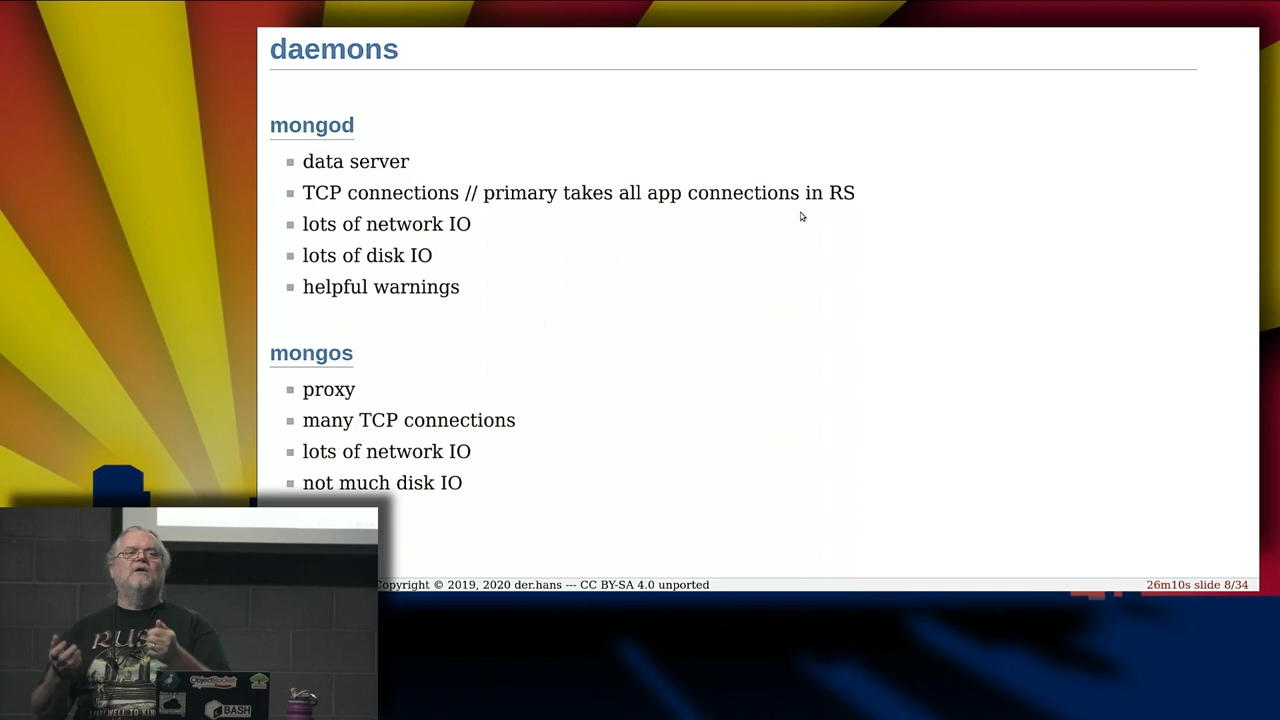 daemons
mongod
data server
TCP connections // primary takes all app connections in RS
lots of network IO
lots of disk IO
helpful warnings
mongos
proxy
many TCP connections
lots of network IO
not much disk IO
Copyright © 2019, 2020 der.hans --- CC BY-SA 4.0 unported
26m10s slide 8/34
RUSH
ObjectRocket
BASH